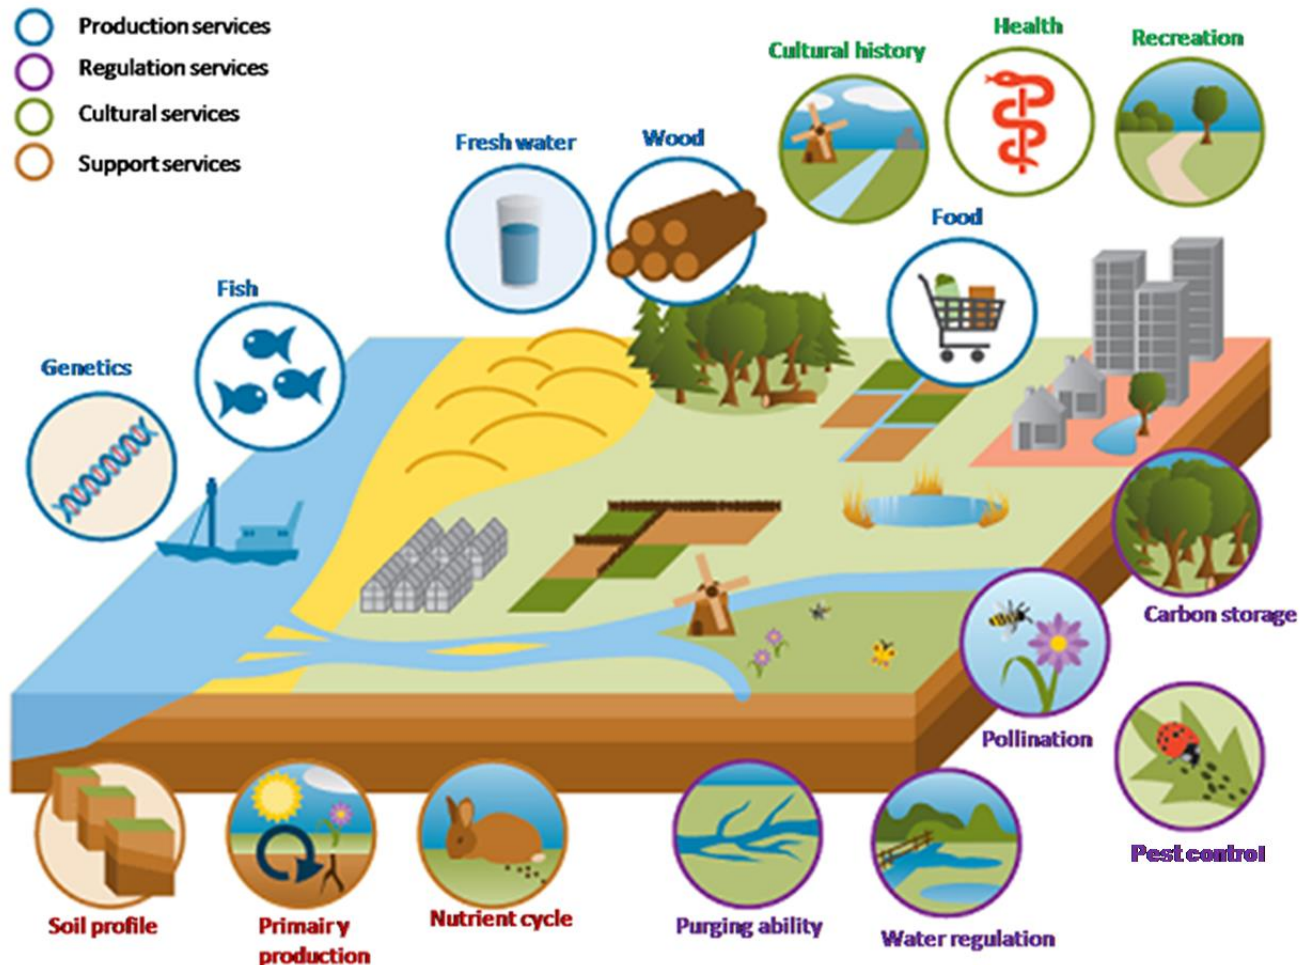 Production services
Regulation services
Cultural services
Support services
Cultural history
Health
Recreation
Fresh water
Wood
Food
Fish
Genetics
Carbon storage
Pollination
Pest control
Soil profile
Primairy
production
Nutrient cycle
Purging ability
Water regulation